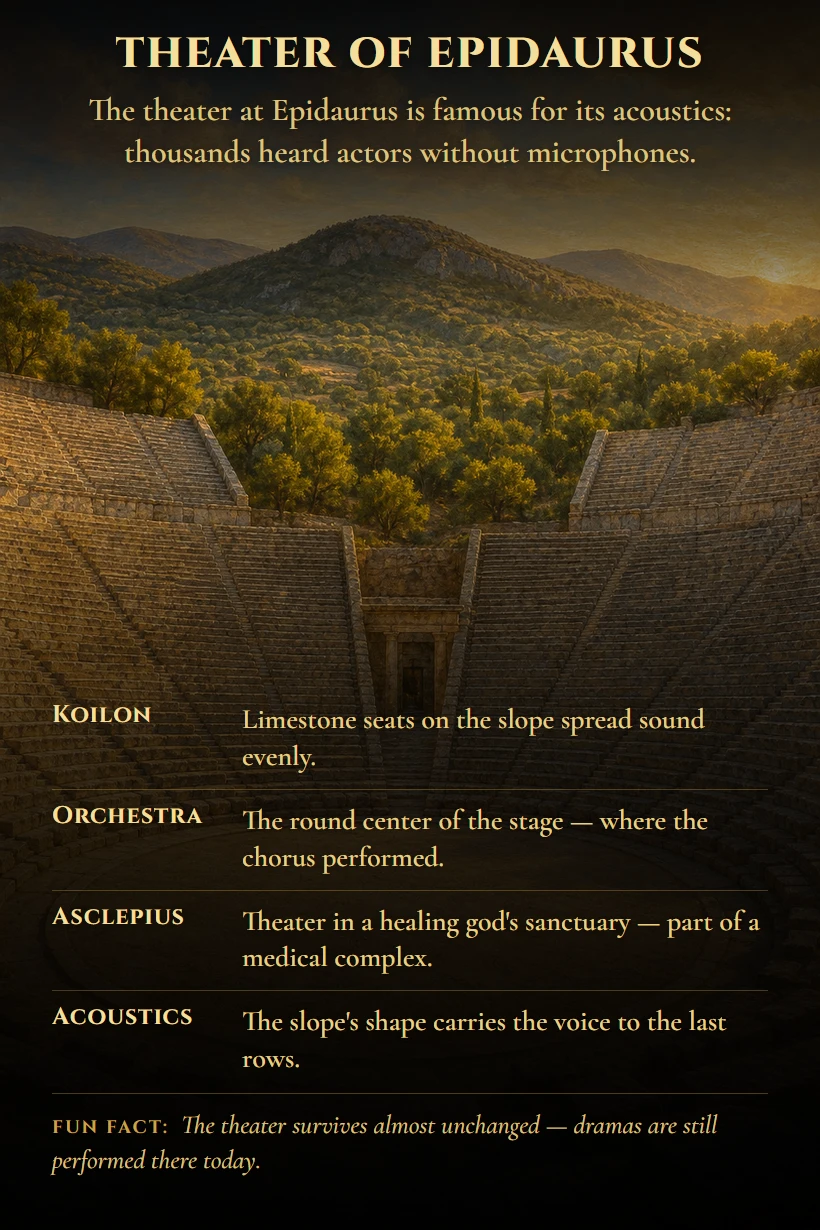 THEATER OF EPIDAURUS
The theater at Epidaurus is famous for its acoustics:
thousands heard actors without microphones.
KOILON
Limestone seats on the slope spread sound
evenly.
ORCHESTRA
The round center of the stage — where the
chorus performed.
ASCLEPIUS
Theater in a healing god's sanctuary — part of a
medical complex.
ACOUSTICS
The slope's shape carries the voice to the last
rows.
FUN FACT: The theater survives almost unchanged — dramas are still
performed there today.